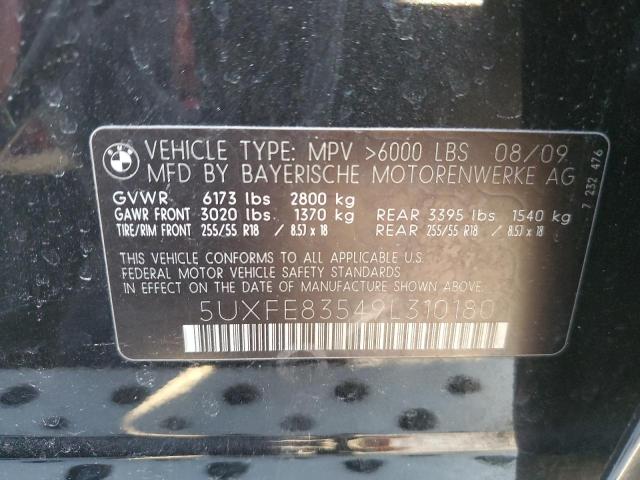 BMW
VEHICLE TYPE: MPV >6000 LBS 08/09
MFD BY BAYERISCHE MOTORENWERKE AG
GVWR 6173 lbs 2800 kg
GAWR FRONT 3020 lbs. 1370 kg REAR 3395 lbs. 1540 kg
TIRE/RIM FRONT 255/55 R18 / 8.5J x 18 REAR 255/55 R18 / 8.5J x 18
THIS VEHICLE CONFORMS TO ALL APPLICABLE U.S.
FEDERAL MOTOR VEHICLE SAFETY STANDARDS
IN EFFECT ON THE DATE OF MANUFACTURE SHOWN ABOVE.
5UXFE83549L310180
7 232 476